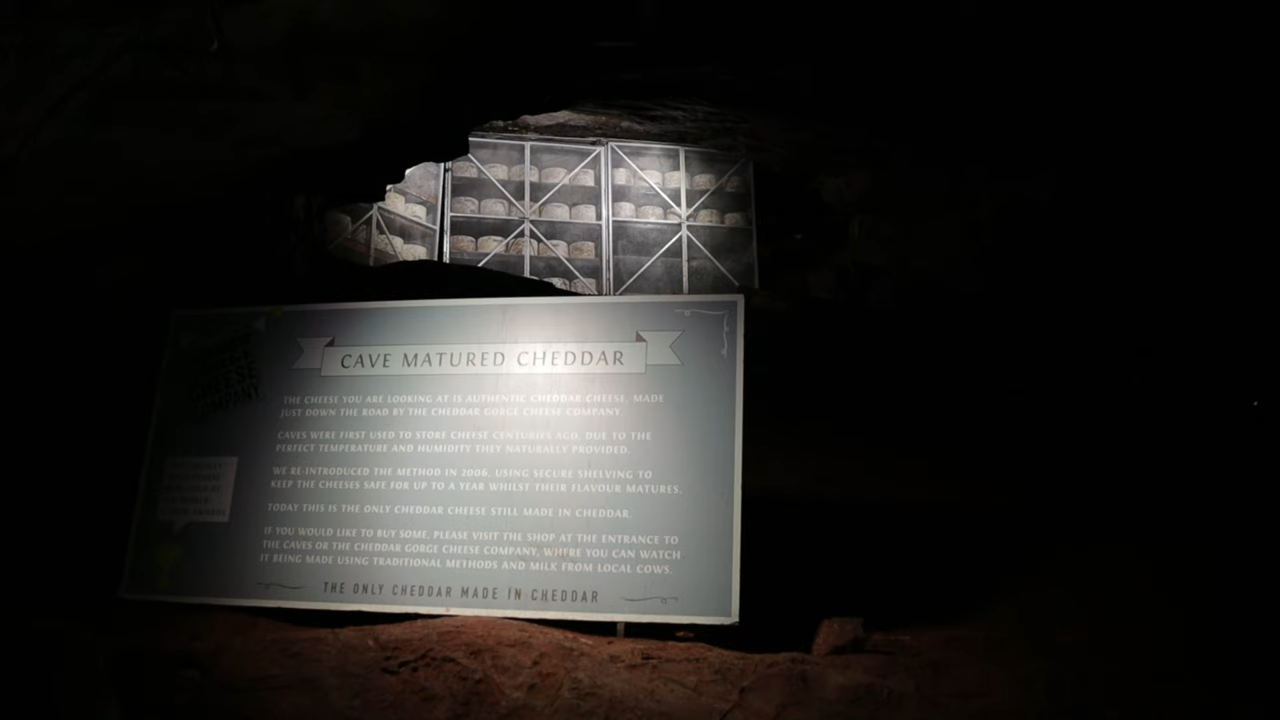 CHEESE
COMPANY
CAVE MATURED CHEDDAR
THE CHEESE YOU ARE LOOKING AT IS AUTHENTIC CHEDDAR CHEESE, MADE
JUST DOWN THE ROAD BY THE CHEDDAR GORGE CHEESE COMPANY.
CAVES WERE FIRST USED TO STORE CHEESE CENTURIES AGO, DUE TO THE
PERFECT TEMPERATURE AND HUMIDITY THEY NATURALLY PROVIDED.
WE RE-INTRODUCED THE METHOD IN 2006, USING SECURE SHELVING TO
KEEP THE CHEESES SAFE FOR UP TO A YEAR WHILST THEIR FLAVOUR MATURES.
TODAY THIS IS THE ONLY CHEDDAR CHEESE STILL MADE IN CHEDDAR.
IF YOU WOULD LIKE TO BUY SOME, PLEASE VISIT THE SHOP AT THE ENTRANCE TO
THE CAVES OR THE CHEDDAR GORGE CHEESE COMPANY, WHERE YOU CAN WATCH
IT BEING MADE USING TRADITIONAL METHODS AND MILK FROM LOCAL COWS.
THE ONLY CHEDDAR MADE IN CHEDDAR